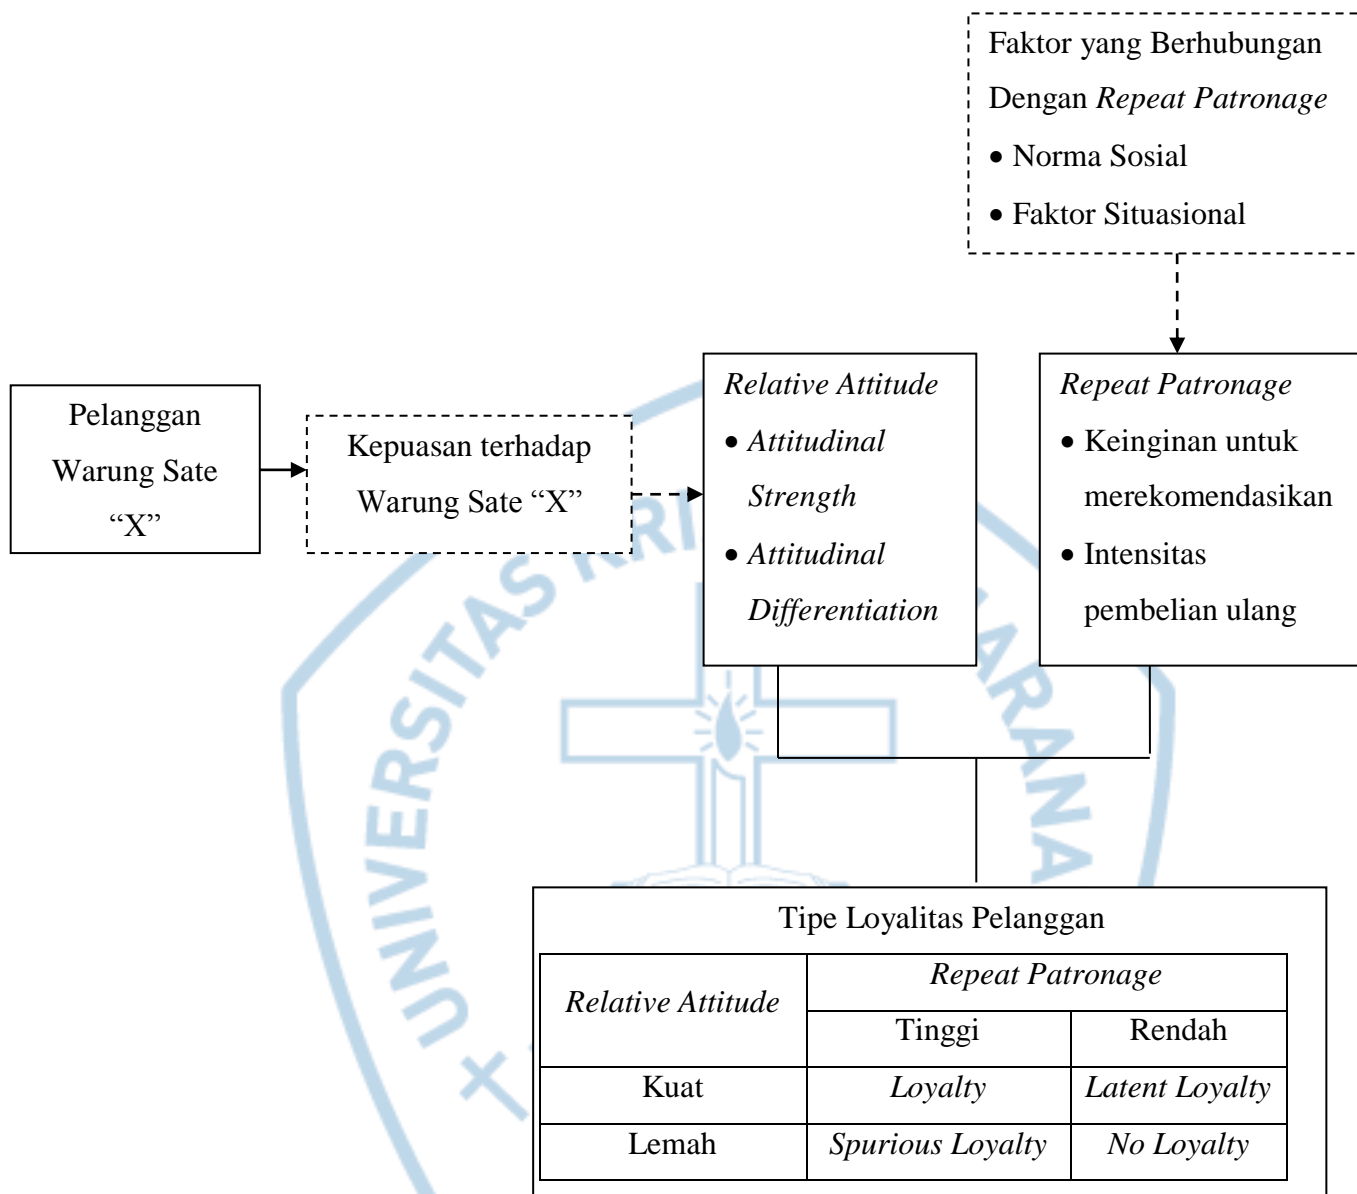 Faktor yang Berhubungan
Dengan Repeat Patronage
• Norma Sosial
• Faktor Situasional
Pelanggan
Warung Sate
“X”
Kepuasan terhadap
Warung Sate “X”
Relative Attitude
• Attitudinal
Strength
• Attitudinal
Differentiation
Repeat Patronage
• Keinginan untuk
merekomendasikan
• Intensitas
pembelian ulang
Tipe Loyalitas Pelanggan
Relative Attitude
Repeat Patronage
Tinggi
Rendah
Kuat
Loyalty
Latent Loyalty
Lemah
Spurious Loyalty
No Loyalty
UNIVERSITAS